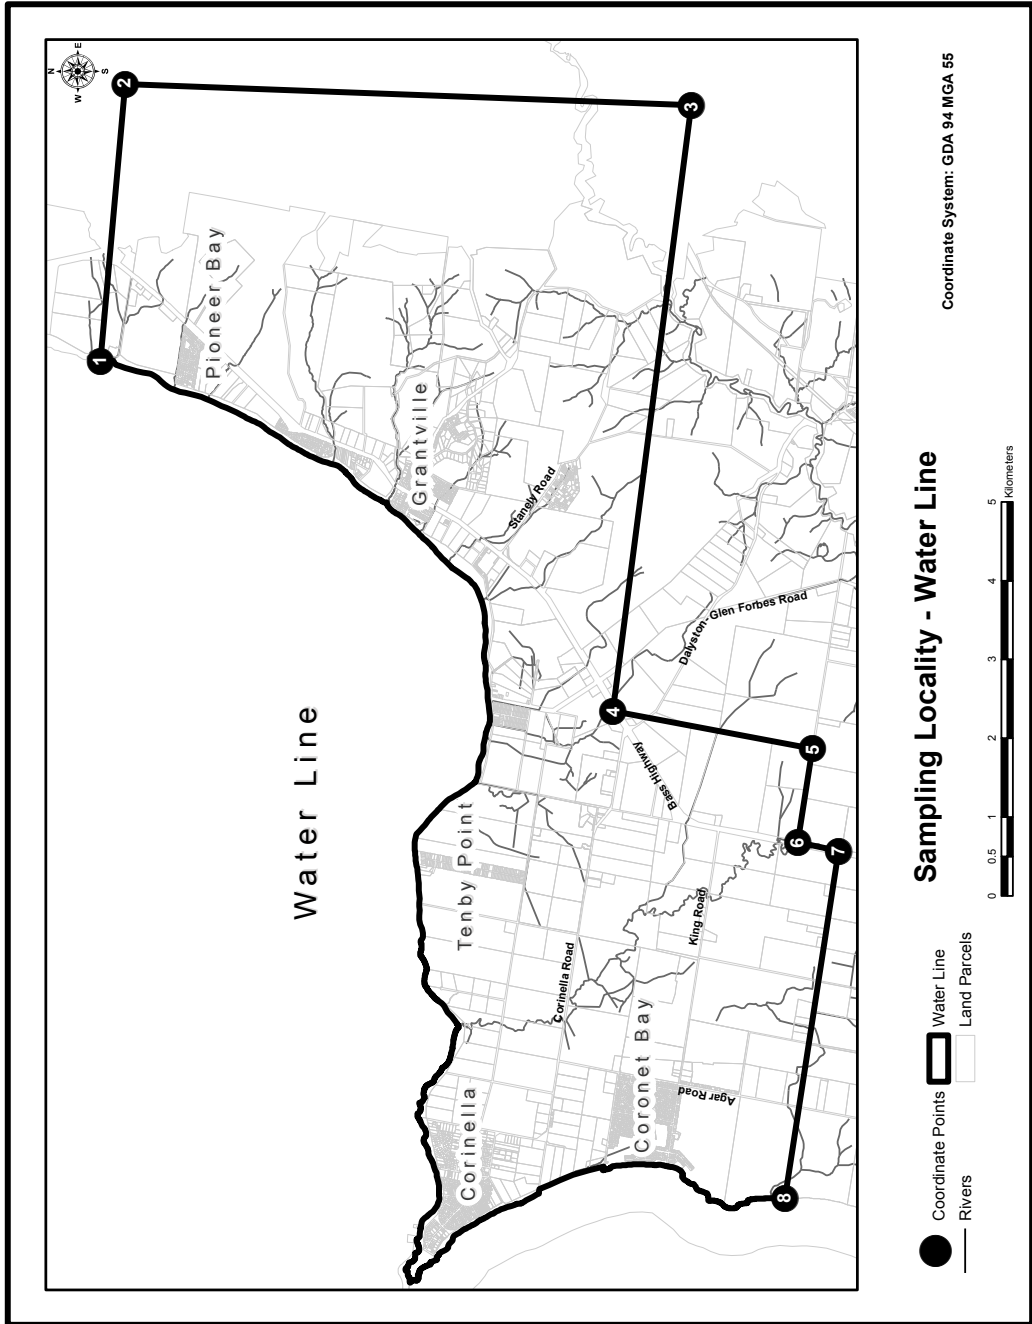 N
E
S
W
1
2
3
4
5
6
7
8
Pioneer Bay
Grantville
Stanely Road
Water Line
Dalyston- Glen Forbes Road
Bass Highway
Tenby Point
King Road
Corinella Road
Corinella
Coronet Bay
Agar Road
Coordinate Points
Water Line
Rivers
Land Parcels
Sampling Locality - Water Line
0 0.5 1 2 3 4 5
Kilometers
Coordinate System: GDA 94 MGA 55